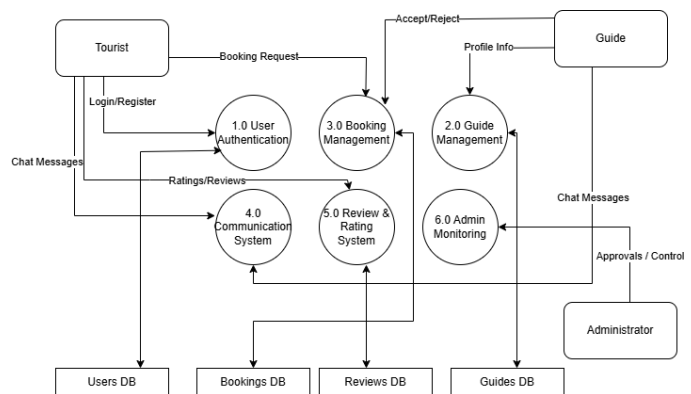 Accept/Reject
Tourist
Guide
Profile Info
Booking Request
Login/Register
1.0 User
Authentication
3.0 Booking
Management
2.0 Guide
Management
Chat Messages
Ratings/Reviews
Chat Messages
4.0
Communication
System
5.0 Review &
Rating
System
6.0 Admin
Monitoring
Approvals / Control
Administrator
Users DB
Bookings DB
Reviews DB
Guides DB